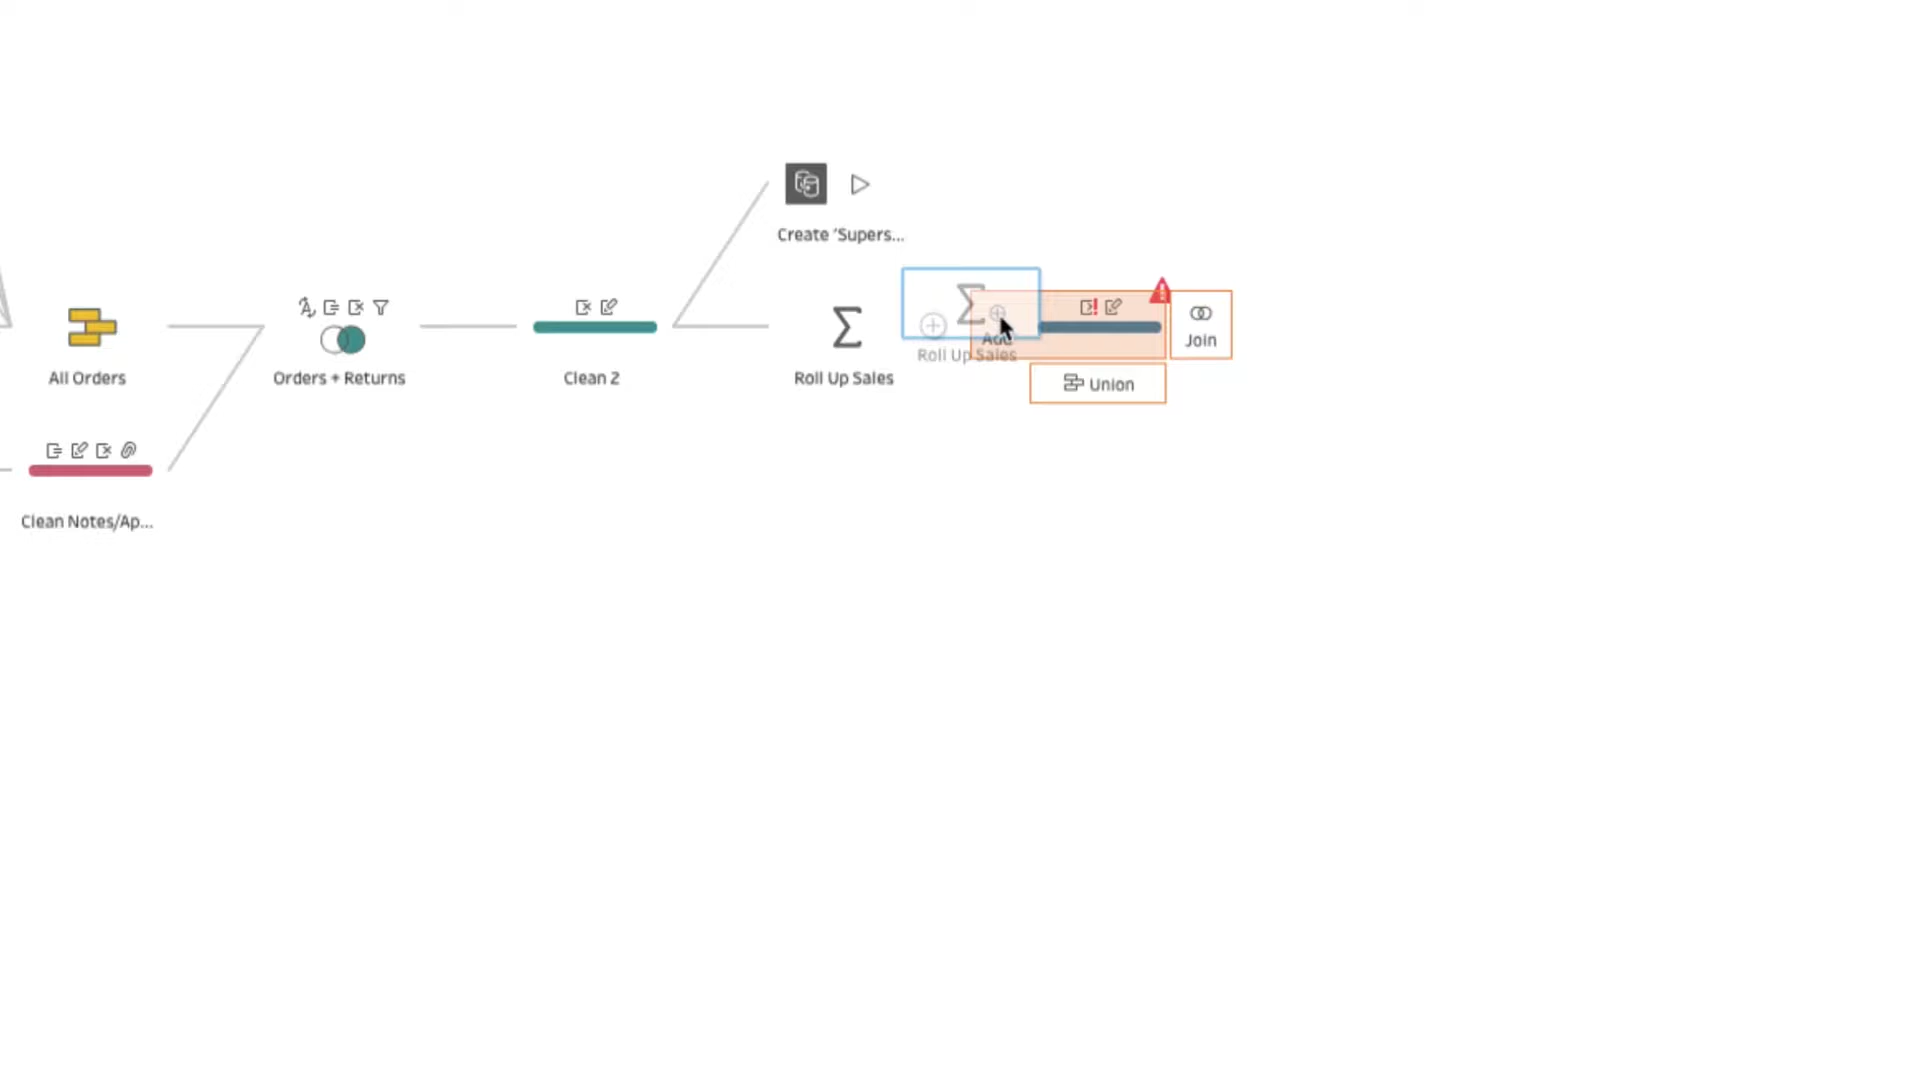 Create 'Supers...
Add
Join
Roll Up Sales
All Orders
Orders + Returns
Clean 2
Roll Up Sales
Union
Clean Notes/Ap...